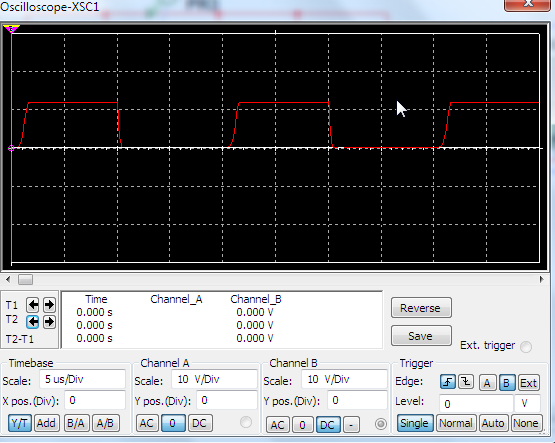 Oscilloscope-XSC1
Time Channel_A Channel_B
T1 0.000 s 0.000 V
T2 0.000 s 0.000 V
T2-T1 0.000 s 0.000 V
Reverse
Save
Ext. trigger
Timebase
Scale: 5 us/Div
X pos.(Div): 0
Y/T Add B/A A/B
Channel A
Scale: 10 V/Div
Y pos.(Div): 0
AC 0 DC
Channel B
Scale: 10 V/Div
Y pos.(Div): 0
AC 0 DC -
Trigger
Edge: A B Ext
Level: 0 V
Single Normal Auto None